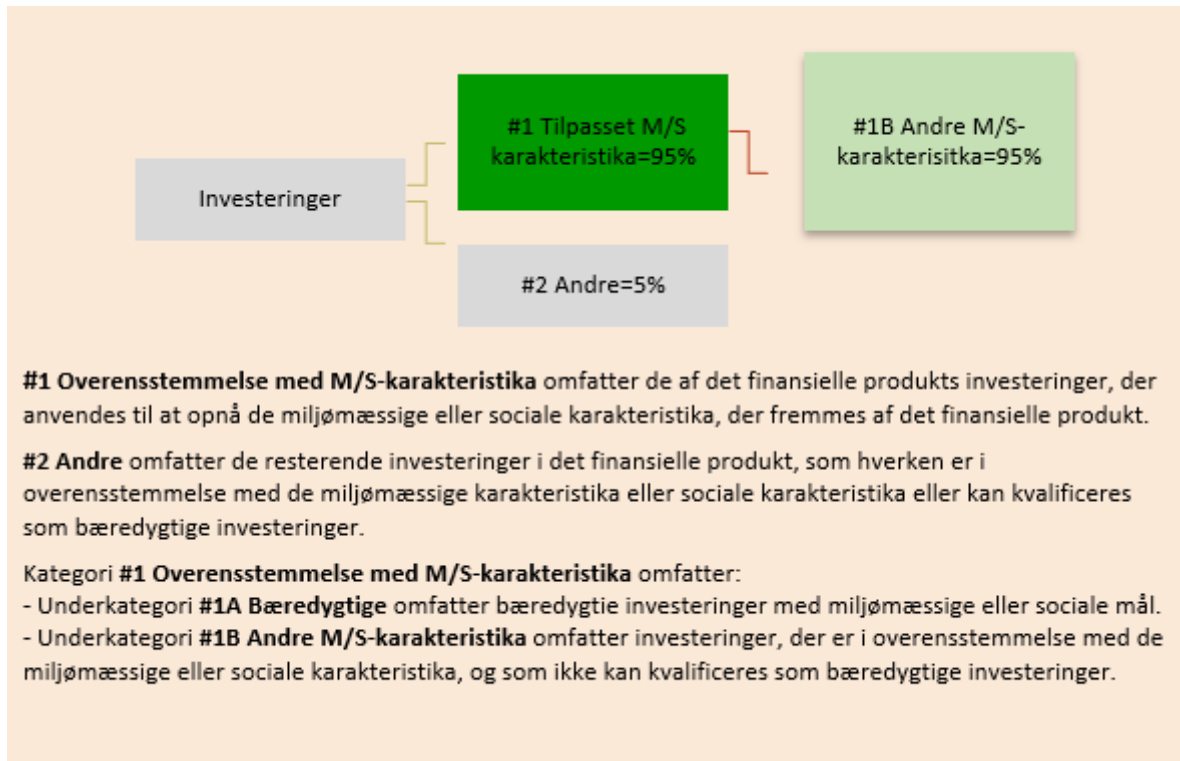 #1 Tilpasset M/S
karakteristika=95%
#1B Andre M/S-
karakterisitka=95%
Investeringer
#2 Andre=5%
#1 Overensstemmelse med M/S-karakteristika omfatter de af det finansielle produkts investeringer, der
anvendes til at opnå de miljømæssige eller sociale karakteristika, der fremmes af det finansielle produkt.
#2 Andre omfatter de resterende investeringer i det finansielle produkt, som hverken er i
overensstemmelse med de miljømæssige karakteristika eller sociale karakteristika eller kan kvalificeres
som bæredygtige investeringer.
Kategori #1 Overensstemmelse med M/S-karakteristika omfatter:
- Underkategori #1A Bæredygtige omfatter bæredygtie investeringer med miljømæssige eller sociale mål.
- Underkategori #1B Andre M/S-karakteristika omfatter investeringer, der er i overensstemmelse med de
miljømæssige eller sociale karakteristika, og som ikke kan kvalificeres som bæredygtige investeringer.